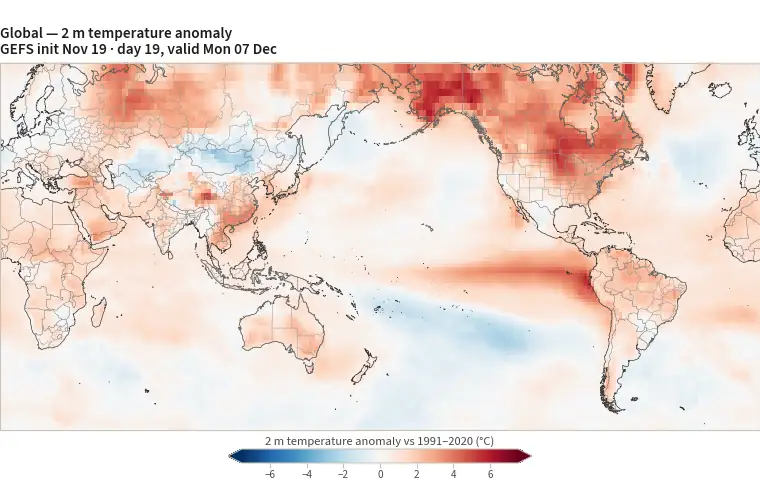 Global — 2 m temperature anomaly
GEFS init Nov 19 · day 19, valid Mon 07 Dec
2 m temperature anomaly vs 1991–2020 (°C)
−6 −4 −2 0 2 4 6